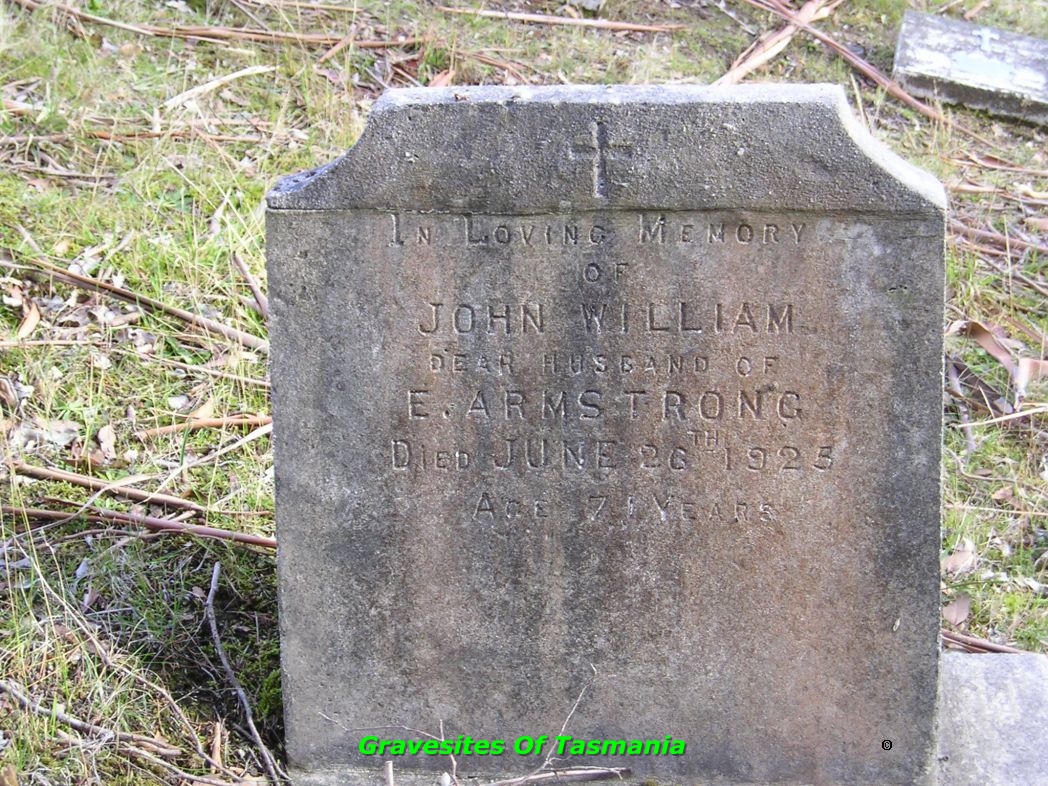 In Loving Memory
OF
JOHN WILLIAM
DEAR HUSBAND OF
E. ARMSTRONG
DIED JUNE 26TH 1925
AGE 71 YEARS
Gravesites Of Tasmania
©